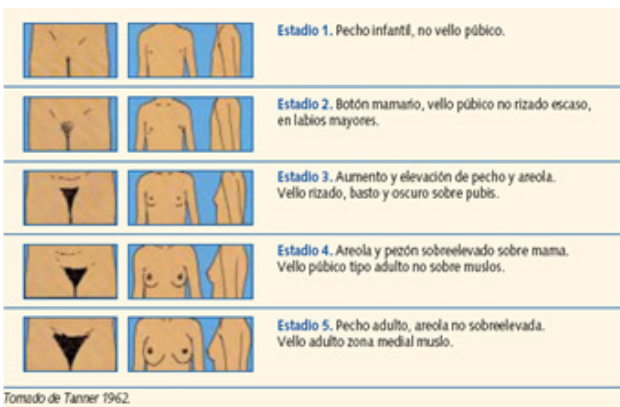 Estadio 1. Pecho infantil, no vello púbico.
Estadio 2. Botón mamario, vello púbico no rizado escaso,
en labios mayores.
Estadio 3. Aumento y elevación de pecho y areola.
Vello rizado, basto y oscuro sobre pubis.
Estadio 4. Areola y pezón sobreelevado sobre mama.
Vello púbico tipo adulto no sobre muslos.
Estadio 5. Pecho adulto, areola no sobreelevada.
Vello adulto zona medial muslo.
Tomado de Tanner 1962.